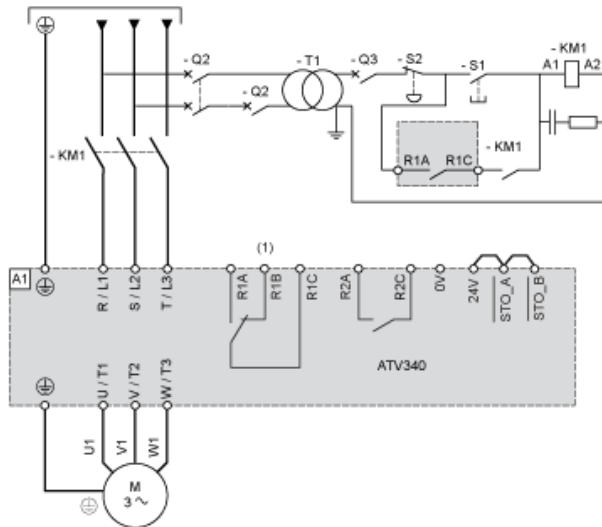 - Q2
- T1
- Q3
- S2
- S1
- KM1
A1
A2
- Q2
- KM1
R1A
R1C
- KM1
(1)
A1
R / L1
S / L2
T / L3
R1A
R1B
R1C
R2A
R2C
0V
24V
STO_A
STO_B
ATV340
U / T1
V / T2
W / T3
U1
V1
W1
M
3 ~